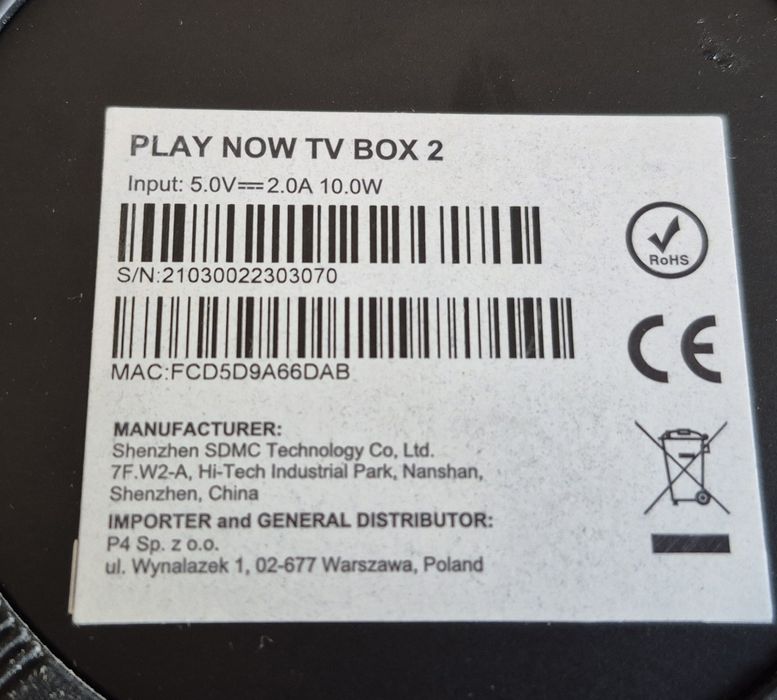 PLAY NOW TV BOX 2
Input: 5.0V⎓2.0A 10.0W
S/N:21030022303070
MAC:FCD5D9A66DAB
RoHS
CE
MANUFACTURER:
Shenzhen SDMC Technology Co, Ltd.
7F.W2-A, Hi-Tech Industrial Park, Nanshan,
Shenzhen, China
IMPORTER and GENERAL DISTRIBUTOR:
P4 Sp. z o.o.
ul. Wynalazek 1, 02-677 Warszawa, Poland